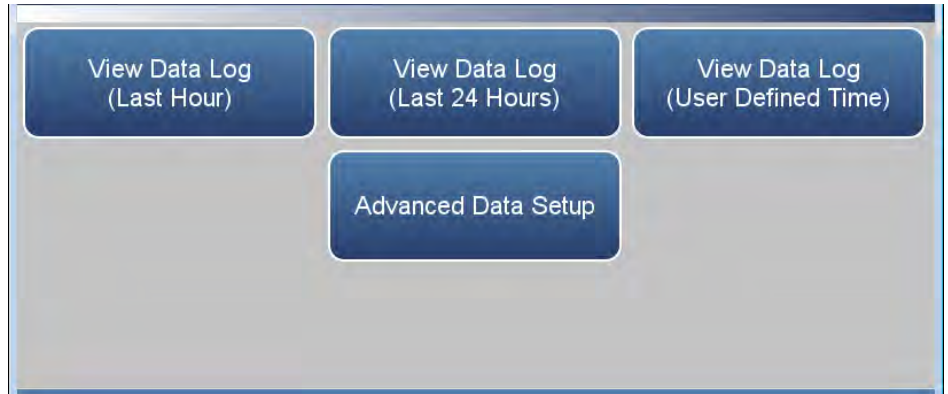 View Data Log
(Last Hour)
View Data Log
(Last 24 Hours)
View Data Log
(User Defined Time)
Advanced Data Setup